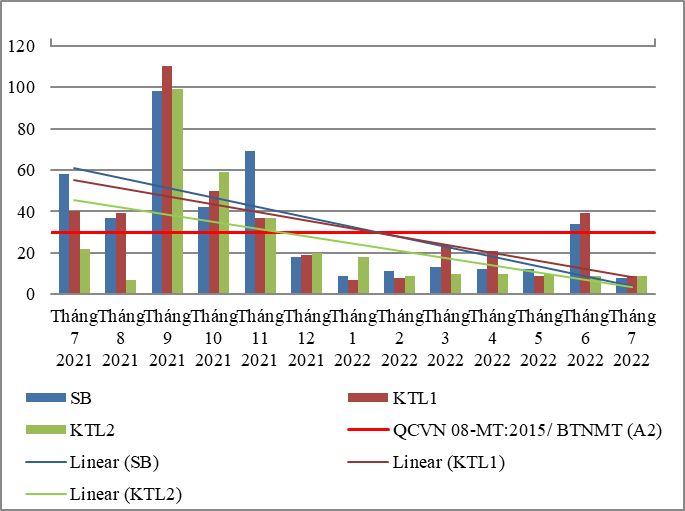 120
100
80
60
40
20
0
Tháng Tháng Tháng Tháng Tháng Tháng Tháng Tháng Tháng Tháng Tháng Tháng Tháng
7 8 9 10 11 12 1 2 3 4 5 6 7
2021 2021 2021 2021 2021 2021 2022 2022 2022 2022 2022 2022 2022
SB KTL1
KTL2 QCVN 08-MT:2015/ BTNMT (A2)
Linear (SB) Linear (KTL1)
Linear (KTL2)